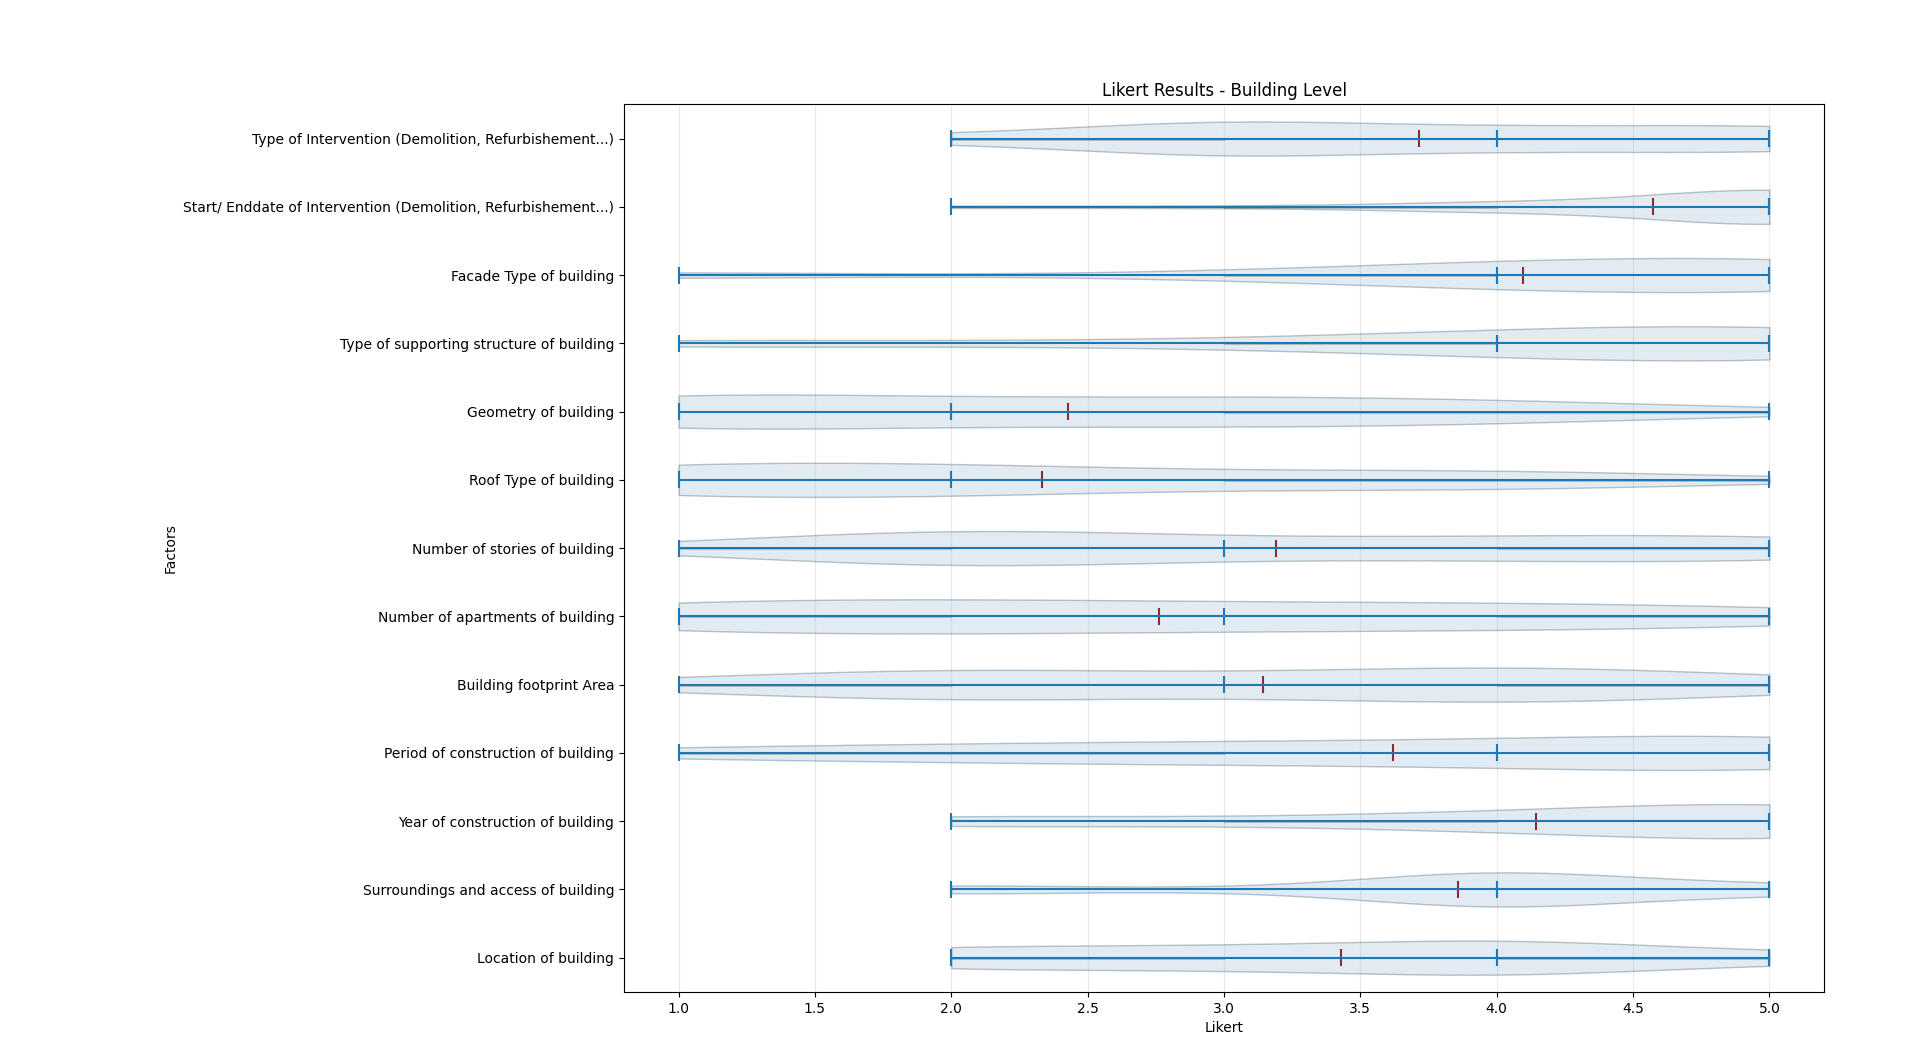 Likert Results - Building Level
Type of Intervention (Demolition, Refurbishement...)
Start/ Enddate of Intervention (Demolition, Refurbishement...)
Facade Type of building
Type of supporting structure of building
Geometry of building
Roof Type of building
Number of stories of building
Number of apartments of building
Building footprint Area
Period of construction of building
Year of construction of building
Surroundings and access of building
Location of building
Factors
1.0 1.5 2.0 2.5 3.0 3.5 4.0 4.5 5.0
Likert